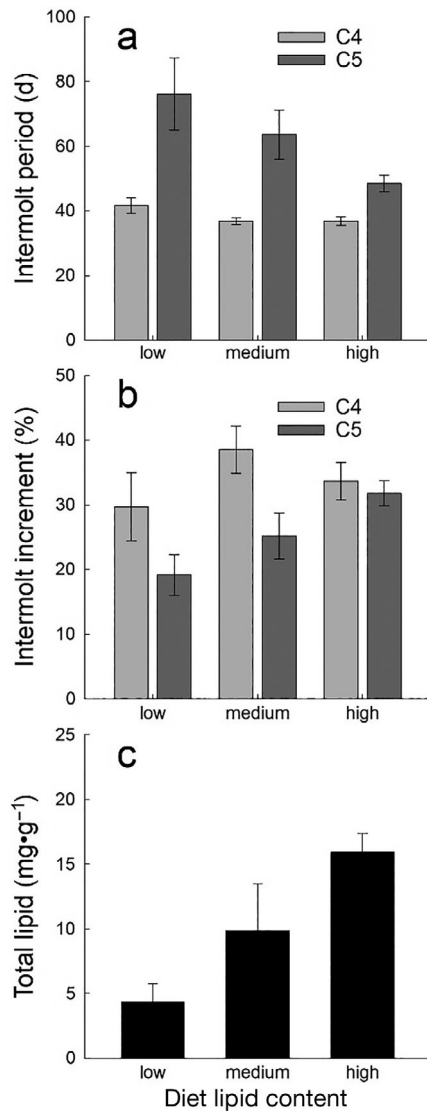 a
C4
C5
Intermolt period (d)
100
80
60
40
20
0
low medium high
b
C4
C5
Intermolt increment (%)
50
40
30
20
10
0
low medium high
c
Total lipid (mg•g⁻¹)
25
20
15
10
5
0
low medium high
Diet lipid content